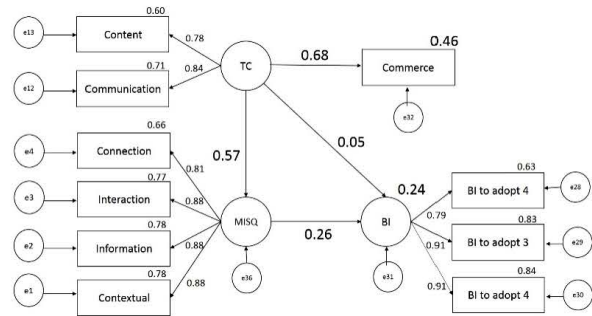 0.60
e13
Content
0.78
0.71
e12
Communication
0.84
TC
0.68
0.46
Commerce
e32
0.66
e4
Connection
0.81
0.57
0.05
0.77
e3
Interaction
0.88
0.78
e2
Information
0.88
MISQ
0.26
0.24
BI
0.78
e1
Contextual
0.88
e36
e31
0.63
BI to adopt 4
e28
0.79
0.83
BI to adopt 3
e29
0.91
0.84
BI to adopt 4
e30
0.91